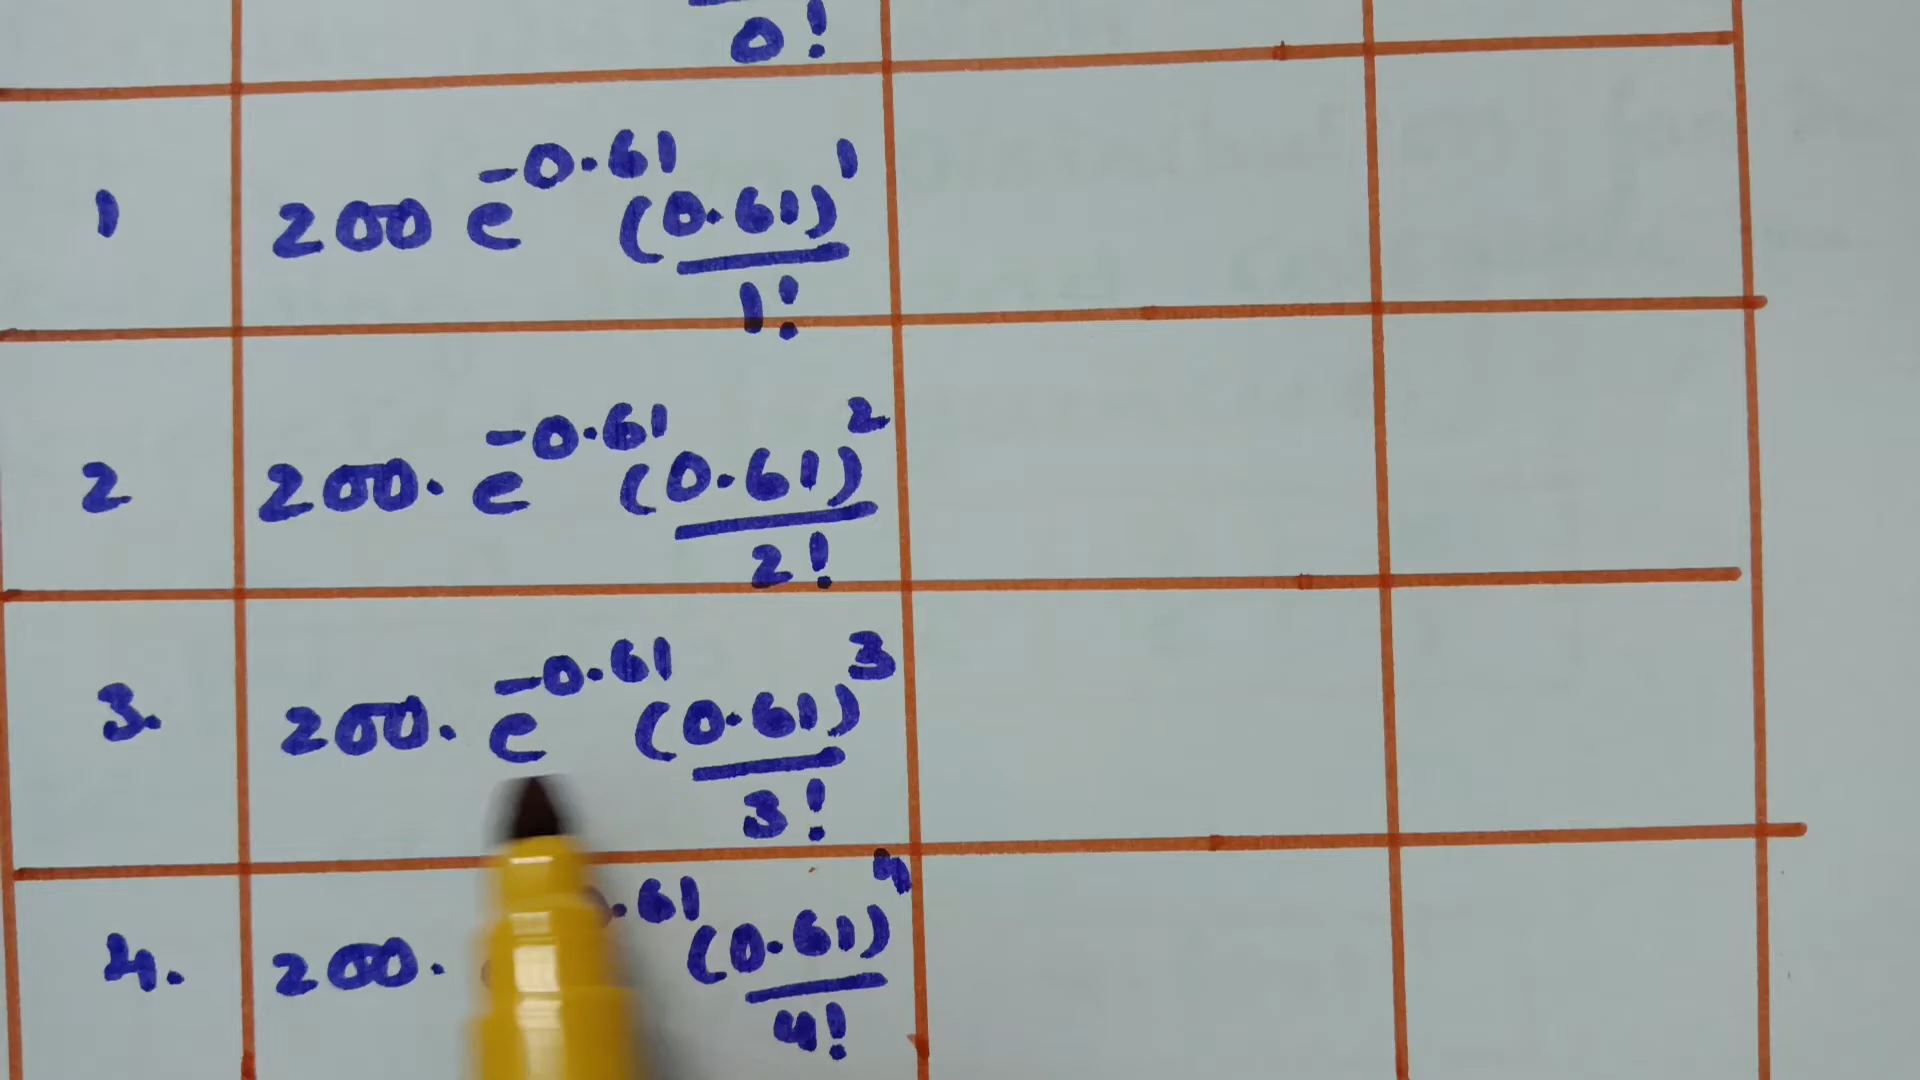 0!
1 200 e^-0.61 (0.61)^1
1!
2 200. e^-0.61 (0.61)^2
2!
3. 200. e^-0.61 (0.61)^3
3!
4. 200. .61 (0.61)^4
4!